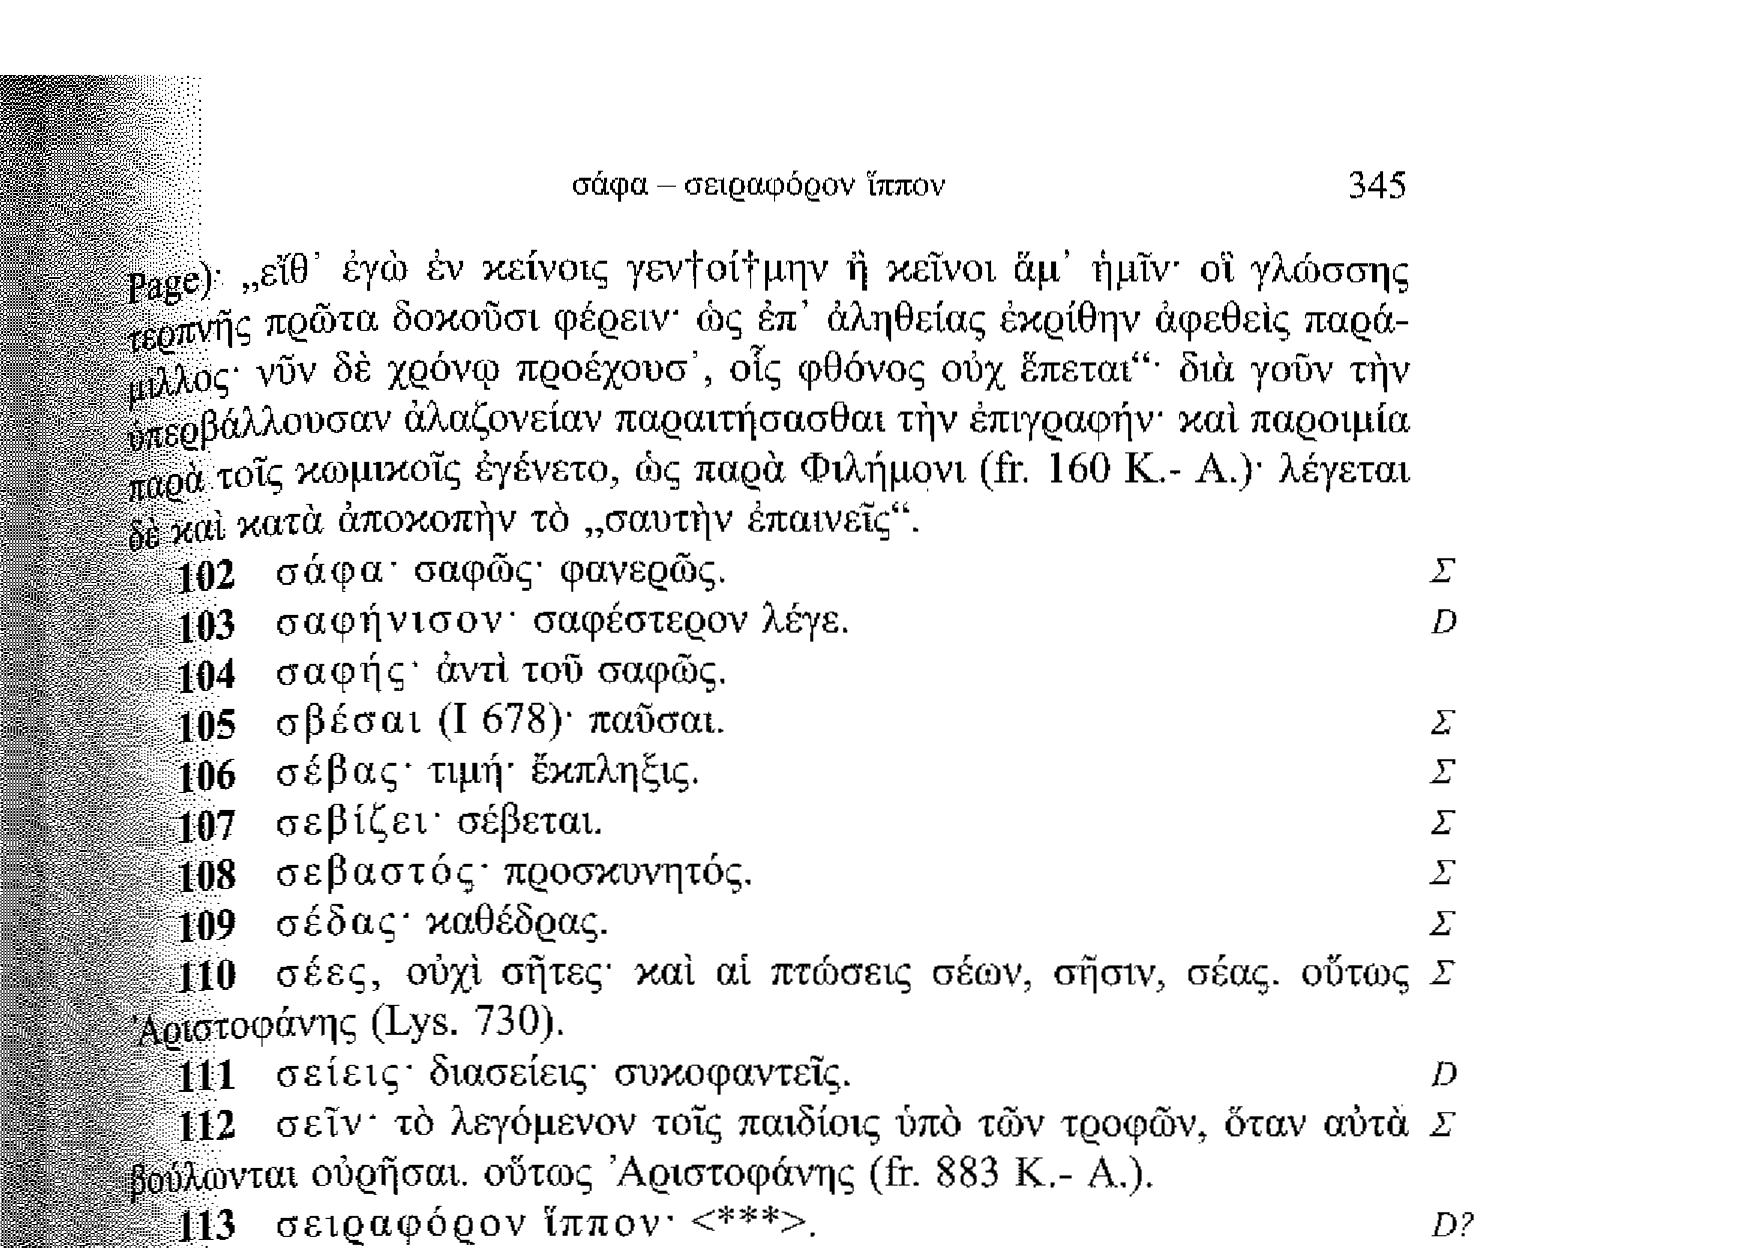 σάφα – σειραφόρον ἵππον 345
Page)· „εἴθ’ ἐγὼ ἐν κείνοις γεν†οί†μην ἢ κεῖνοι ἅμ’ ἡμῖν· οἳ γλώσσης
τερπνῆς πρῶτα δοκοῦσι φέρειν· ὡς ἐπ’ ἀληθείας ἐκρίθην ἀφεθεὶς παρά-
μιλλος· νῦν δὲ χρόνῳ προέχουσ’, οἷς φθόνος οὐχ ἕπεται“· διὰ γοῦν τὴν
ὑπερβάλλουσαν ἀλαζονείαν παραιτήσασθαι τὴν ἐπιγραφήν· καὶ παροιμία
παρὰ τοῖς κωμικοῖς ἐγένετο, ὡς παρὰ Φιλήμονι (fr. 160 K.- A.)· λέγεται
δὲ καὶ κατὰ ἀποκοπὴν τὸ „σαυτὴν ἐπαινεῖς“.
102 σάφα· σαφῶς· φανερῶς. Σ
103 σαφήνισον· σαφέστερον λέγε. D
104 σαφής· ἀντὶ τοῦ σαφῶς.
105 σβέσαι (I 678)· παῦσαι. Σ
106 σέβας· τιμή· ἔκπληξις. Σ
107 σεβίζει· σέβεται. Σ
108 σεβαστός· προσκυνητός. Σ
109 σέδας· καθέδρας. Σ
110 σέες, οὐχὶ σῆτες· καὶ αἱ πτώσεις σέων, σῆσιν, σέας. οὕτως Σ
Ἀριστοφάνης (Lys. 730).
111 σείεις· διασείεις· συκοφαντεῖς. D
112 σεῖν· τὸ λεγόμενον τοῖς παιδίοις ὑπὸ τῶν τροφῶν, ὅταν αὐτὰ Σ
βούλωνται οὐρῆσαι. οὕτως Ἀριστοφάνης (fr. 883 K.- A.).
113 σειραφόρον ἵππον· <***>. D?